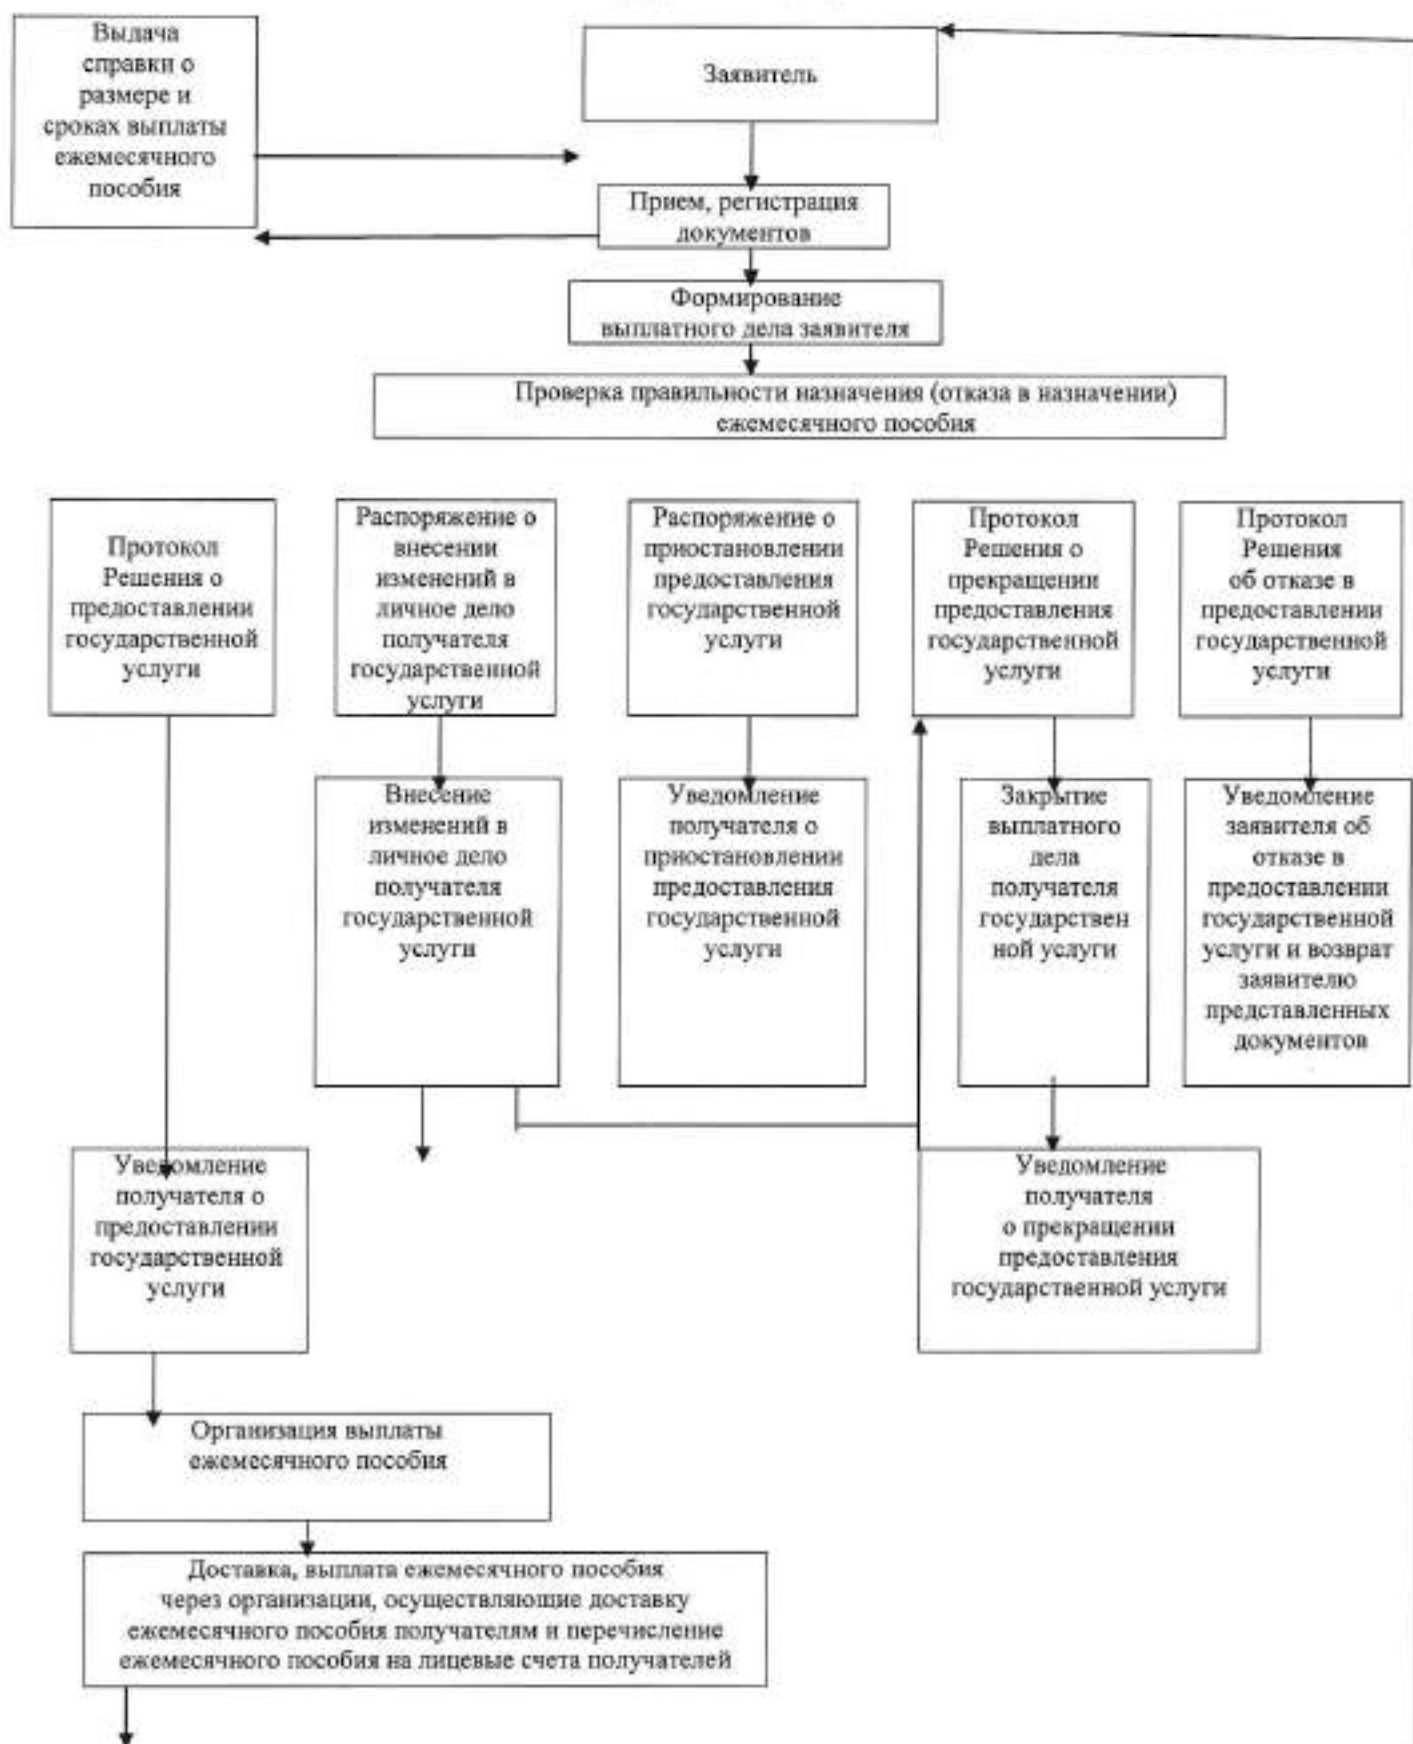 Выдача
справки о
размере и
сроках выплаты
ежемесячного
пособия
Заявитель
Прием, регистрация
документов
Формирование
выплатного дела заявителя
Проверка правильности назначения (отказа в назначении)
ежемесячного пособия
Протокол
Решения о
предоставлении
государственной
услуги
Распоряжение о
внесении
изменений в
личное дело
получателя
государственной
услуги
Распоряжение о
приостановлении
предоставления
государственной
услуги
Протокол
Решения о
прекращении
предоставления
государственной
услуги
Протокол
Решения
об отказе в
предоставлении
государственной
услуги
Внесение
изменений в
личное дело
получателя
государственной
услуги
Уведомление
получателя о
приостановлении
предоставления
государственной
услуги
Закрытие
выплатного
дела
получателя
государствен
ной услуги
Уведомление
заявителя об
отказе в
предоставлении
государственной
услуги и возврат
заявителю
представленных
документов
Уведомление
получателя о
предоставлении
государственной
услуги
Уведомление
получателя
о прекращении
предоставления
государственной услуги
Организация выплаты
ежемесячного пособия
Доставка, выплата ежемесячного пособия
через организации, осуществляющие доставку
ежемесячного пособия получателям и перечисление
ежемесячного пособия на лицевые счета получателей